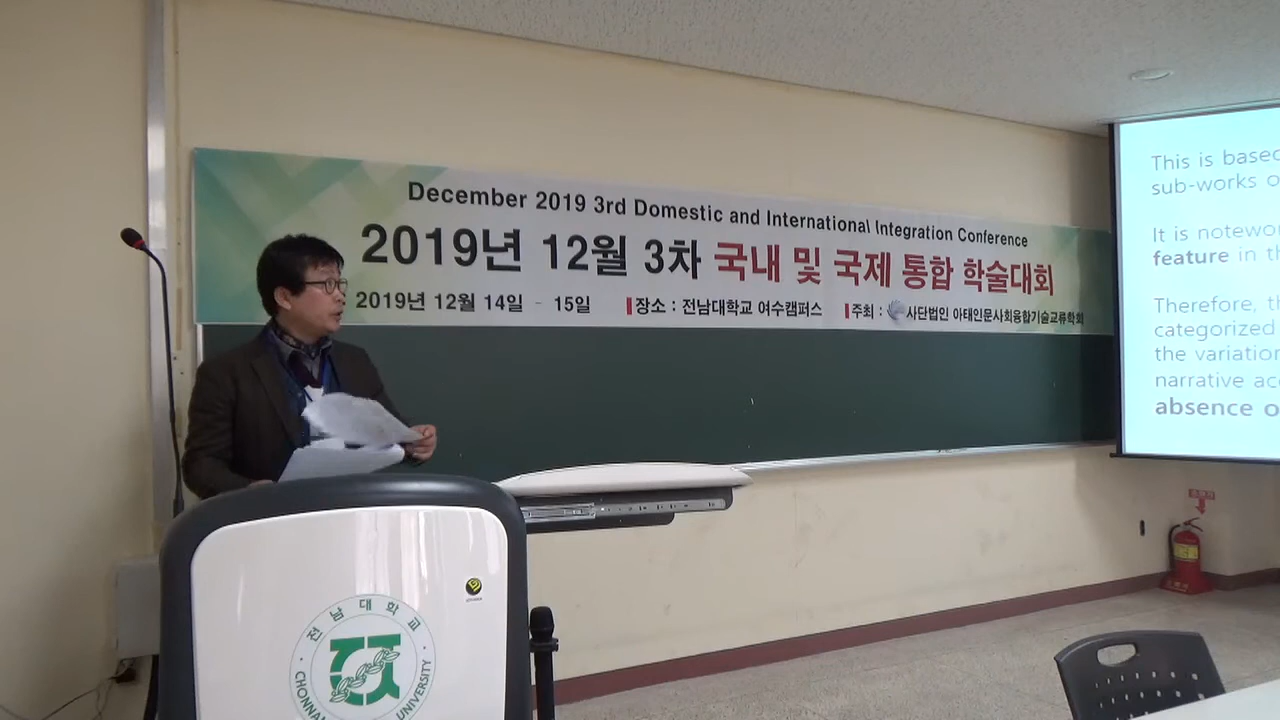 December 2019 3rd Domestic and International Integration Conference
2019년 12월 3차 국내 및 국제 통합 학술대회
2019년 12월 14일 - 15일 ▌장소 : 전남대학교 여수캠퍼스 ▌주최 : 사단법인 아태인문사회융합기술교류학회
This is based
sub-works o
It is notewor
feature in th
Therefore, t
categorized
the variation
narrative acc
absence o
전남대학교
CHONNAM UNIVERSITY